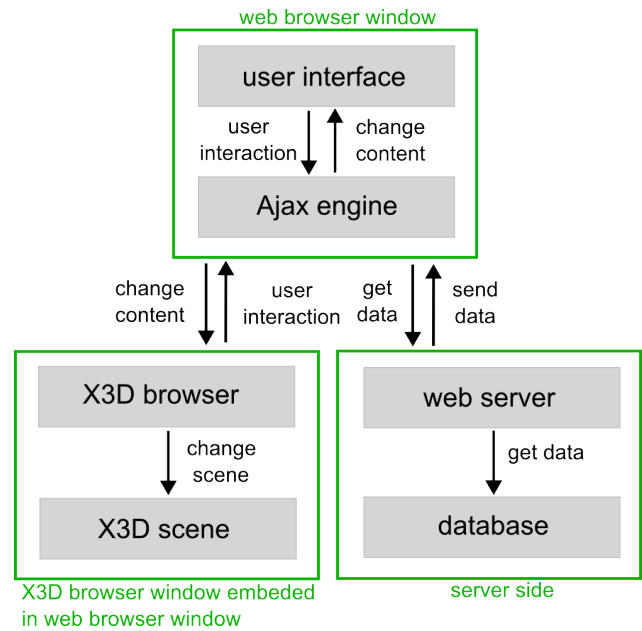 web browser window
user interface
user
interaction
change
content
Ajax engine
change
content
user
interaction
get
data
send
data
X3D browser
change
scene
X3D scene
X3D browser window embeded
in web browser window
web server
get data
database
server side